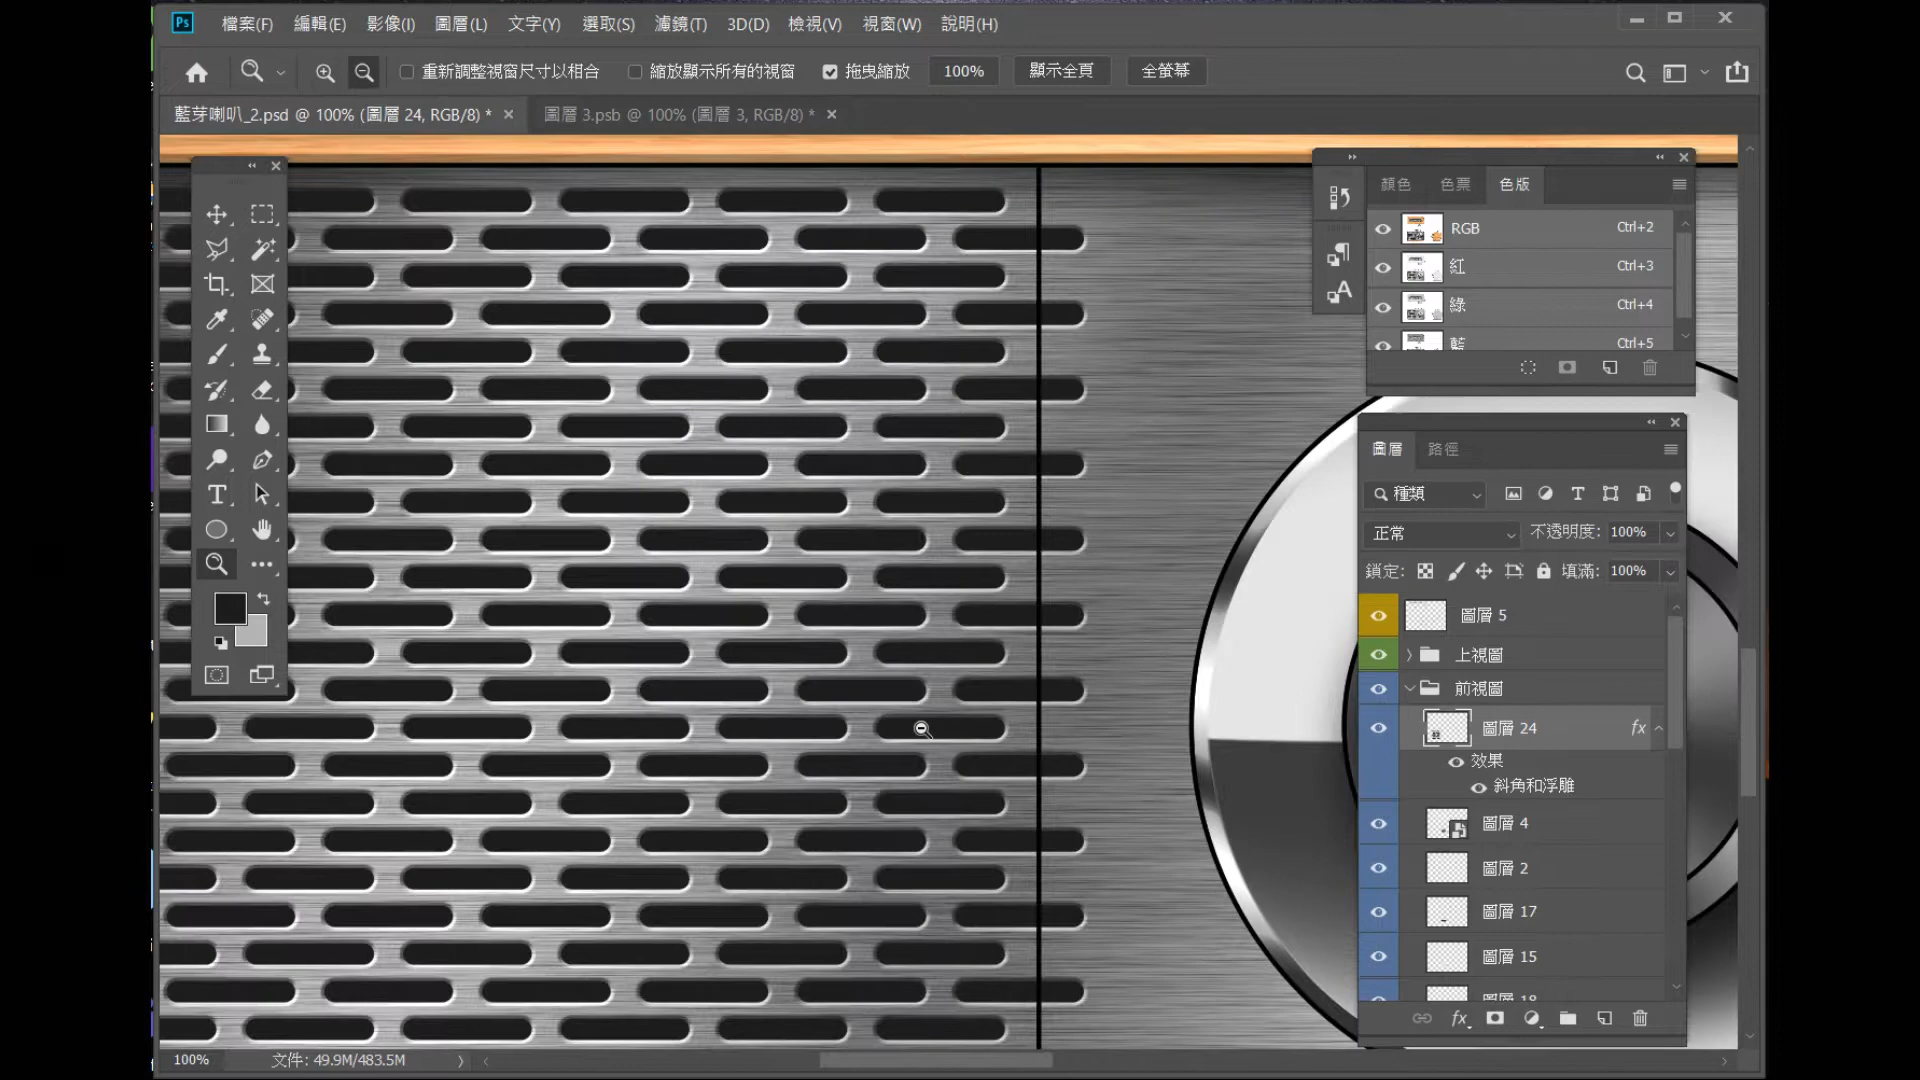 Ps 檔案(F) 編輯(E) 影像(I) 圖層(L) 文字(Y) 選取(S) 濾鏡(T) 3D(D) 檢視(V) 視窗(W) 說明(H)
重新調整視窗尺寸以相合 縮放顯示所有的視窗 拖曳縮放 100% 顯示全頁 全螢幕
藍芽喇叭_2.psd @ 100% (圖層 24, RGB/8) * 圖層 3.psb @ 100% (圖層 3, RGB/8) *
顏色 色票 色版
RGB Ctrl+2
紅 Ctrl+3
綠 Ctrl+4
藍 Ctrl+5
圖層 路徑
種類
正常 不透明度: 100%
鎖定: 填滿: 100%
圖層 5
上視圖
前視圖
圖層 24 fx
效果
斜角和浮雕
圖層 4
圖層 2
圖層 17
圖層 15
圖層 18
fx
100% 文件: 49.9M/483.5M